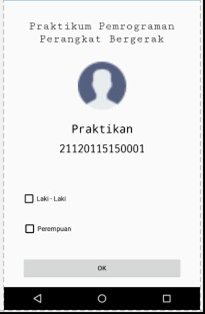 Praktikum Pemrograman
Perangkat Bergerak
Praktikan
21120115150001
Laki - Laki
Perempuan
OK